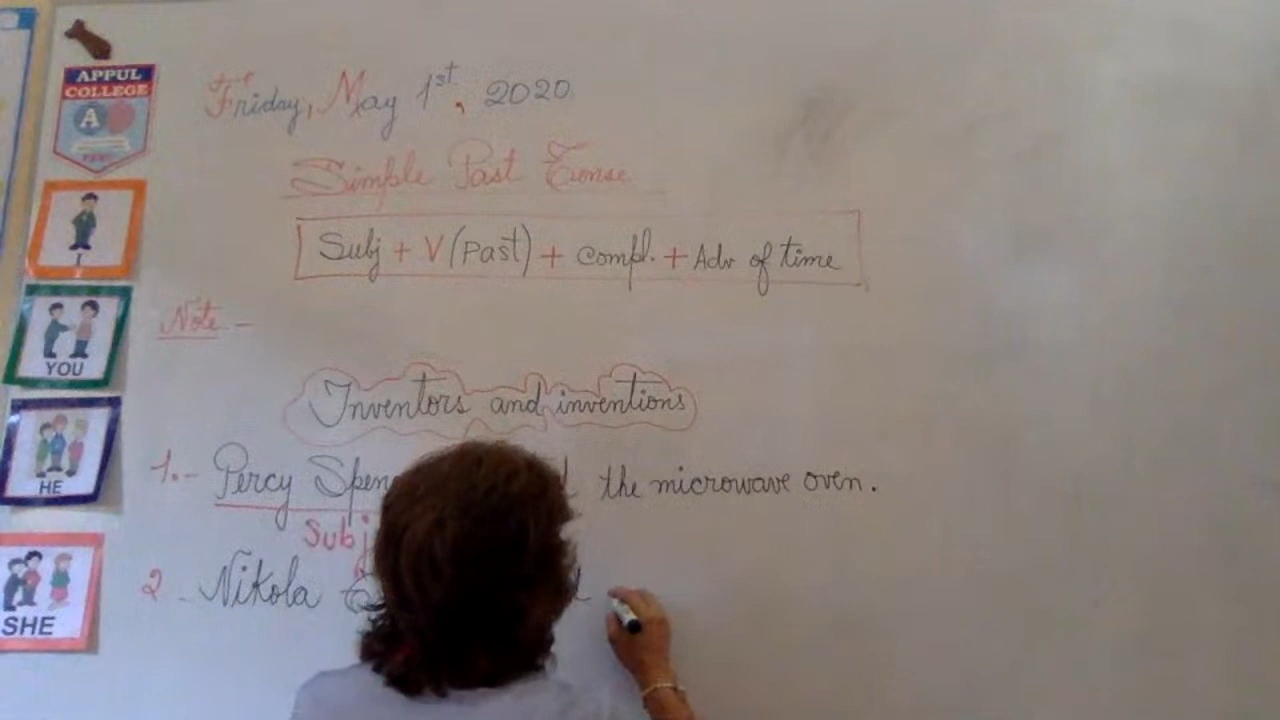 APPUL
COLLEGE
A
Friday, May 1st, 2020
Simple Past Tense
Subj + V (Past) + compl. + Adv of time
I
YOU
Note -
Inventors and inventions
HE
1.- Percy Spen the microwave oven.
Subj
2 - Nikola
SHE